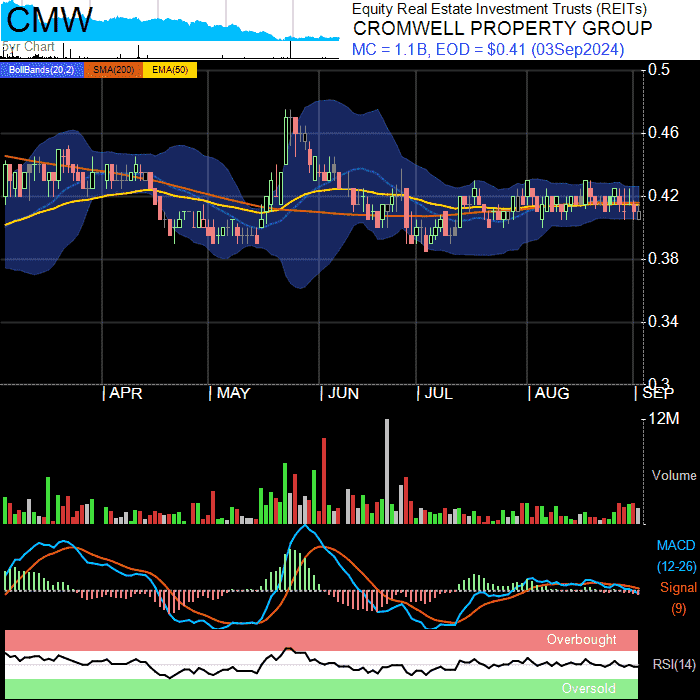 CMW
5yr Chart
Equity Real Estate Investment Trusts (REITs)
CROMWELL PROPERTY GROUP
MC = 1.1B, EOD = $0.41 (03Sep2024)
BollBands(20,2) SMA(200) EMA(50)
0.5
0.46
0.42
0.38
0.34
0.3
APR MAY JUN JUL AUG SEP
12M
Volume
MACD
(12-26)
Signal
(9)
Overbought
RSI(14)
Oversold